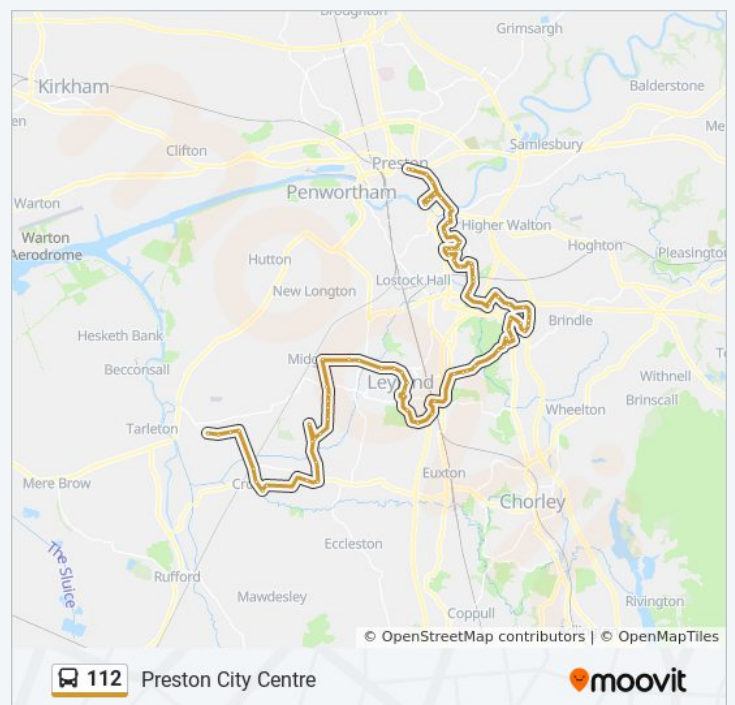 Broughton
Grimsargh
Kirkham
Balderstone
Clifton
Samlesbury
Preston
Penwortham
Warton
Higher Walton
Warton
Aerodrome
Hoghton
Hutton
Pleasington
Lostock Hall
New Longton
Hesketh Bank
Brindle
Becconsall
Leyland
Withnell
Brinscall
Wheelton
Tarleton
Mere Brow
Euxton
Chorley
Eccleston
The Sluice
Rufford
Mawdesley
Rivington
Coppull
© OpenStreetMap contributors | © OpenMapTiles
112 Preston City Centre
moovit